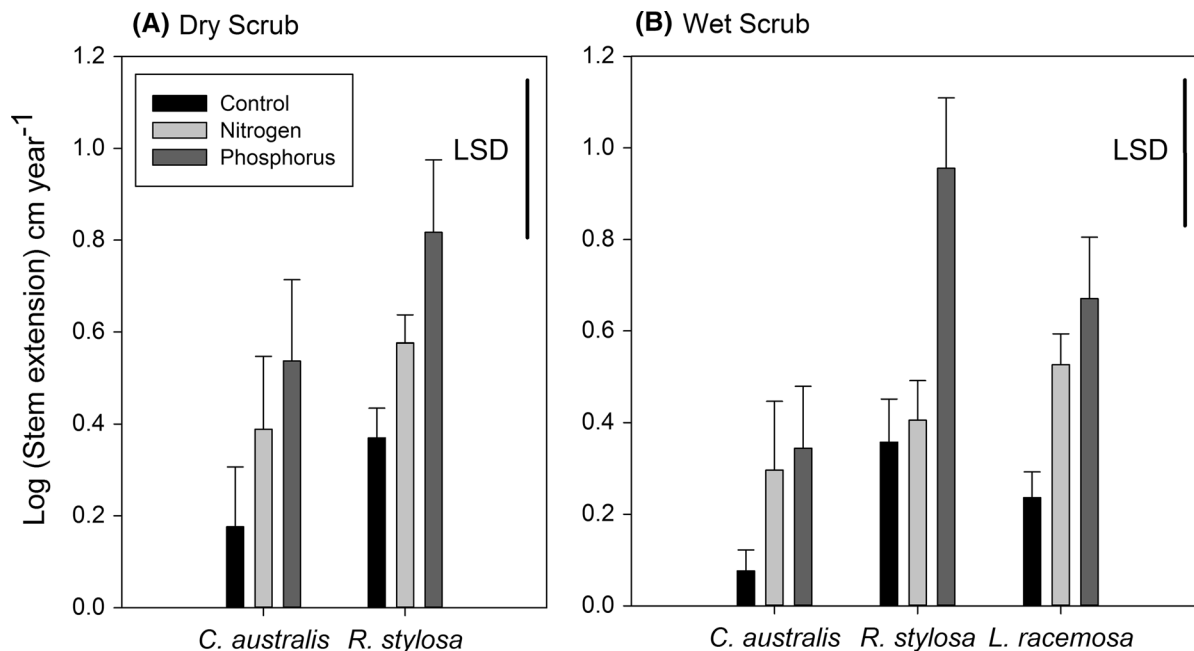 (A) Dry Scrub
(B) Wet Scrub
Log (Stem extension) cm year-1
1.2
1.0
0.8
0.6
0.4
0.2
0.0
Control
Nitrogen
Phosphorus
LSD
C. australis R. stylosa
1.2
1.0
0.8
0.6
0.4
0.2
0.0
LSD
C. australis R. stylosa L. racemosa